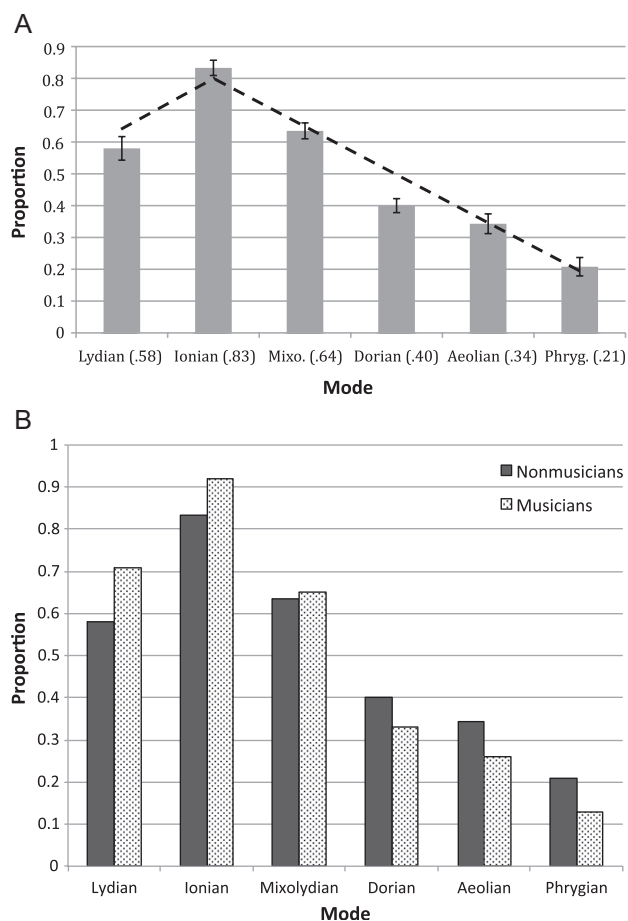 A
0.9
0.8
0.7
0.6
0.5
0.4
0.3
0.2
0.1
0
Proportion
Lydian (.58) Ionian (.83) Mixo. (.64) Dorian (.40) Aeolian (.34) Phryg. (.21)
Mode
B
1
0.9
0.8
0.7
0.6
0.5
0.4
0.3
0.2
0.1
0
Proportion
Nonmusicians
Musicians
Lydian Ionian Mixolydian Dorian Aeolian Phrygian
Mode